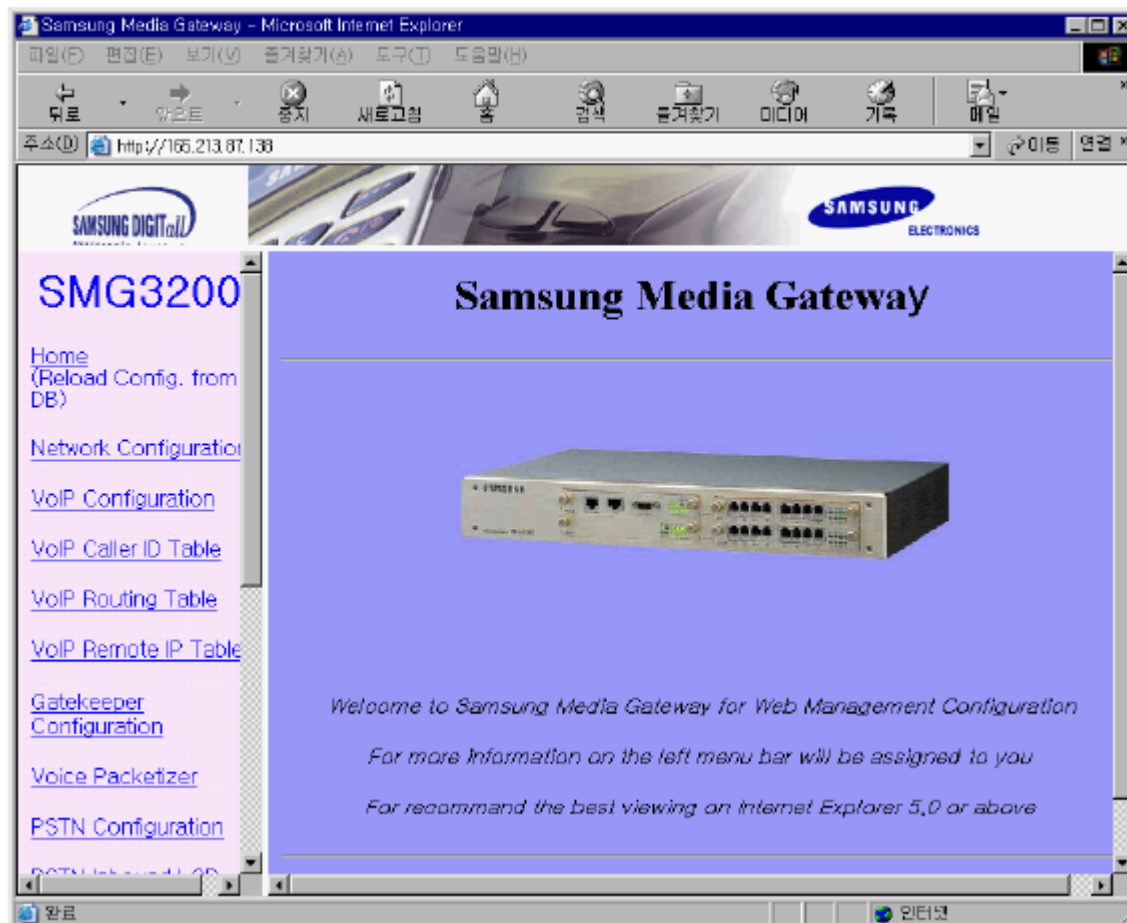 Samsung Media Gateway - Microsoft Internet Explorer
파일(F) 편집(E) 보기(V) 즐겨찾기(A) 도구(T) 도움말(H)
뒤로 앞으로 중지 새로고침 홈 검색 즐겨찾기 미디어 기록 메일
주소(D) http://165.213.87.138 이동 연결
SAMSUNG DIGITall
SAMSUNG
ELECTRONICS
SMG3200
Home
(Reload Config. from
DB)
Network Configuration
VoIP Configuration
VoIP Caller ID Table
VoIP Routing Table
VoIP Remote IP Table
Gatekeeper
Configuration
Voice Packetizer
PSTN Configuration
Samsung Media Gateway
SAMSUNG
Welcome to Samsung Media Gateway for Web Management Configuration
For more Information on the left menu bar will be assigned to you
For recommand the best viewing on Internet Explorer 5.0 or above
완료 인터넷